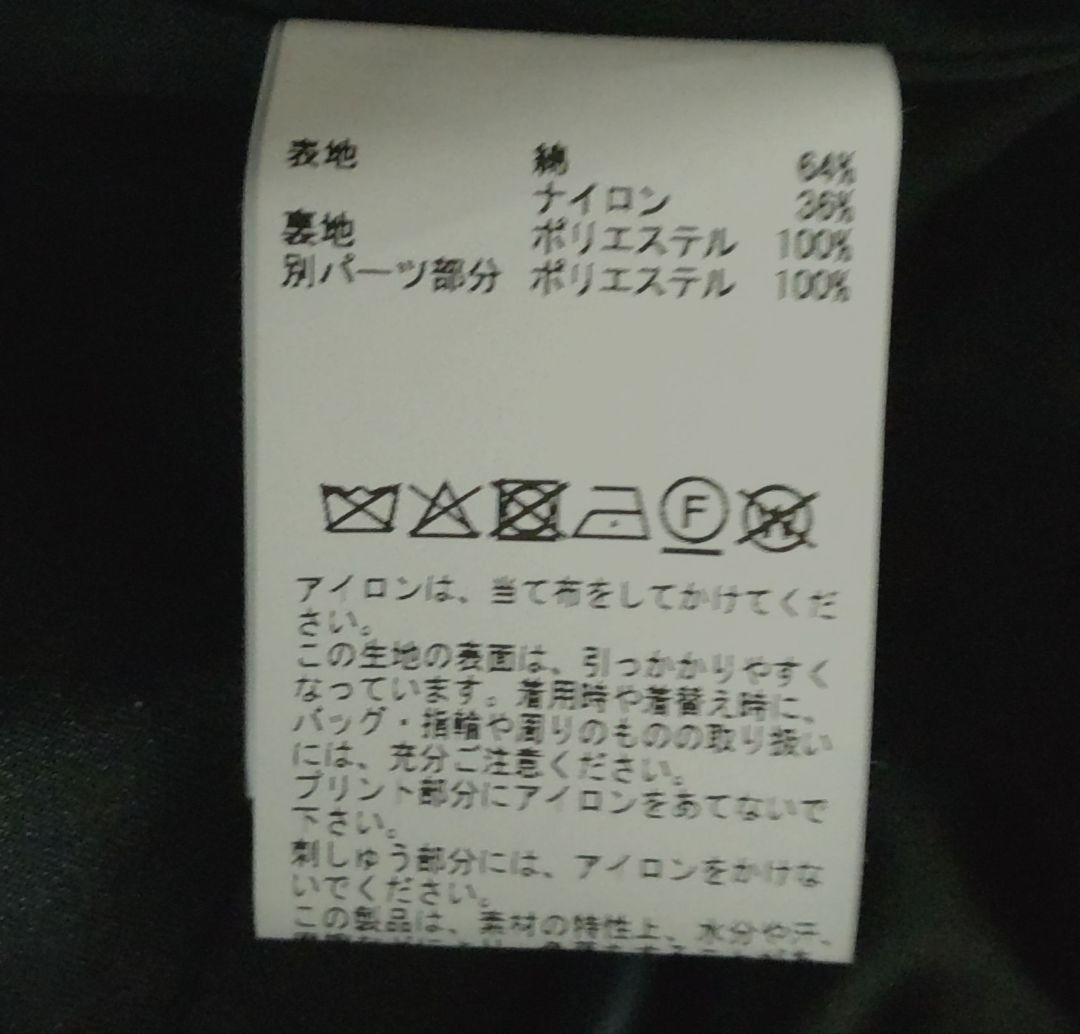 表地 綿 64%
ナイロン 36%
裏地 ポリエステル 100%
別パーツ部分 ポリエステル 100%
F
W
アイロンは、当て布をしてかけてくだ
さい。
この生地の表面は、引っかかりやすく
なっています。着用時や着替え時に、
バッグ・指輪や周りのものの取り扱い
には、充分ご注意ください。
プリント部分にアイロンをあてないで
下さい。
刺しゅう部分には、アイロンをかけな
いでください。
この製品は、素材の特性上、水分や汗、